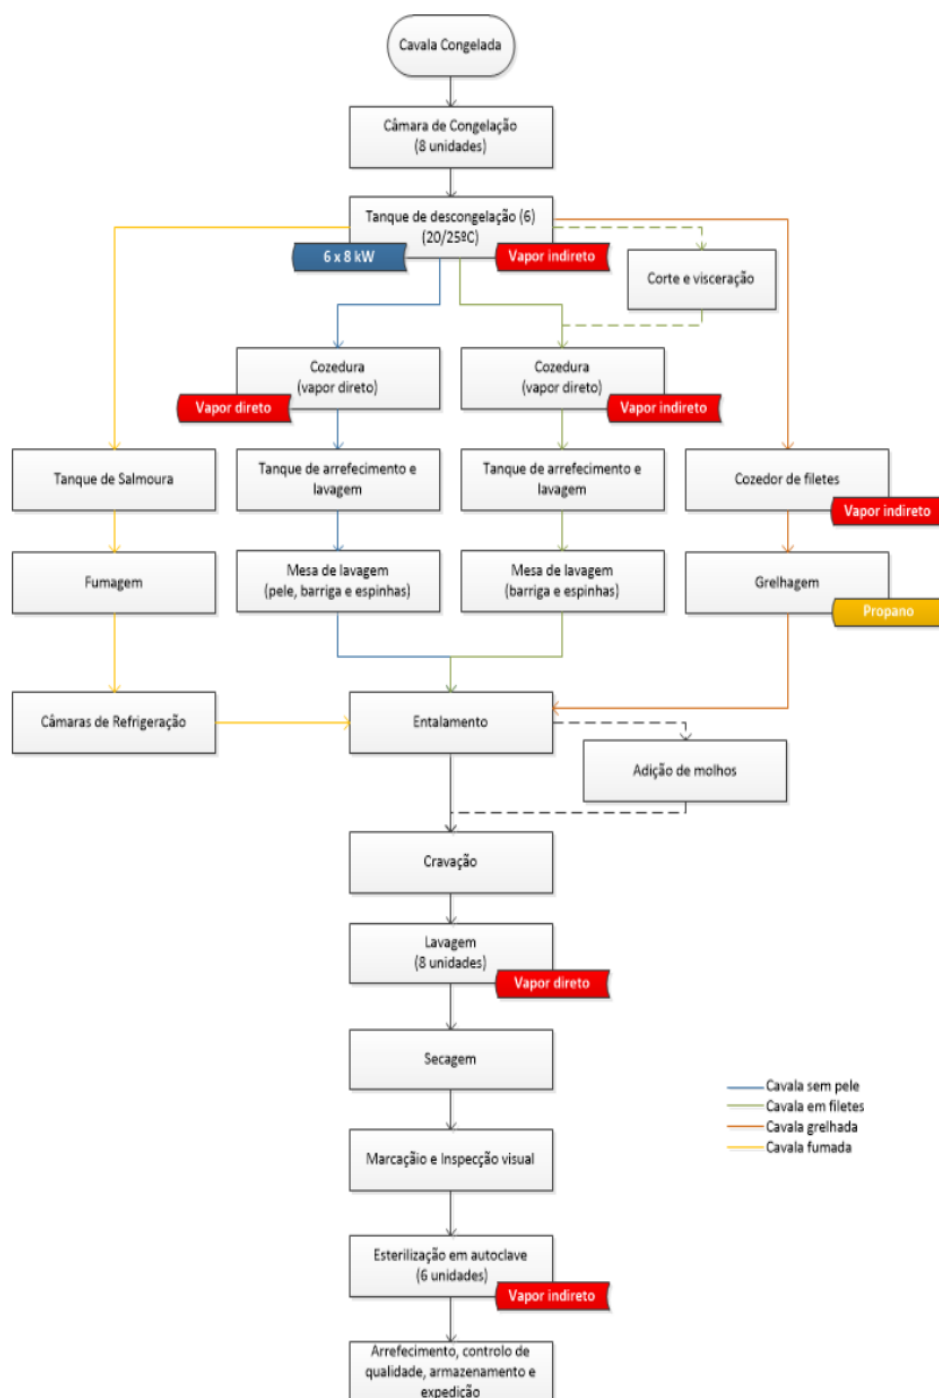 Cavala Congelada
Câmara de Congelação
(8 unidades)
Tanque de descongelação (6)
(20/25ºC)
6 x 8 kW
Vapor indireto
Corte e visceração
Cozedura
(vapor direto)
Vapor direto
Cozedura
(vapor direto)
Vapor indireto
Tanque de Salmoura
Tanque de arrefecimento e
lavagem
Tanque de arrefecimento e
lavagem
Cozedor de filetes
Vapor indireto
Fumagem
Mesa de lavagem
(pele, barriga e espinhas)
Mesa de lavagem
(barriga e espinhas)
Grelhagem
Propano
Câmaras de Refrigeração
Entalamento
Adição de molhos
Cravação
Lavagem
(8 unidades)
Vapor direto
Secagem
Cavala sem pele
Cavala em filetes
Cavala grelhada
Cavala fumada
Marcaçãio e Inspecção visual
Esterilização em autoclave
(6 unidades)
Vapor indireto
Arrefecimento, controlo de
qualidade, armazenamento e
expedição